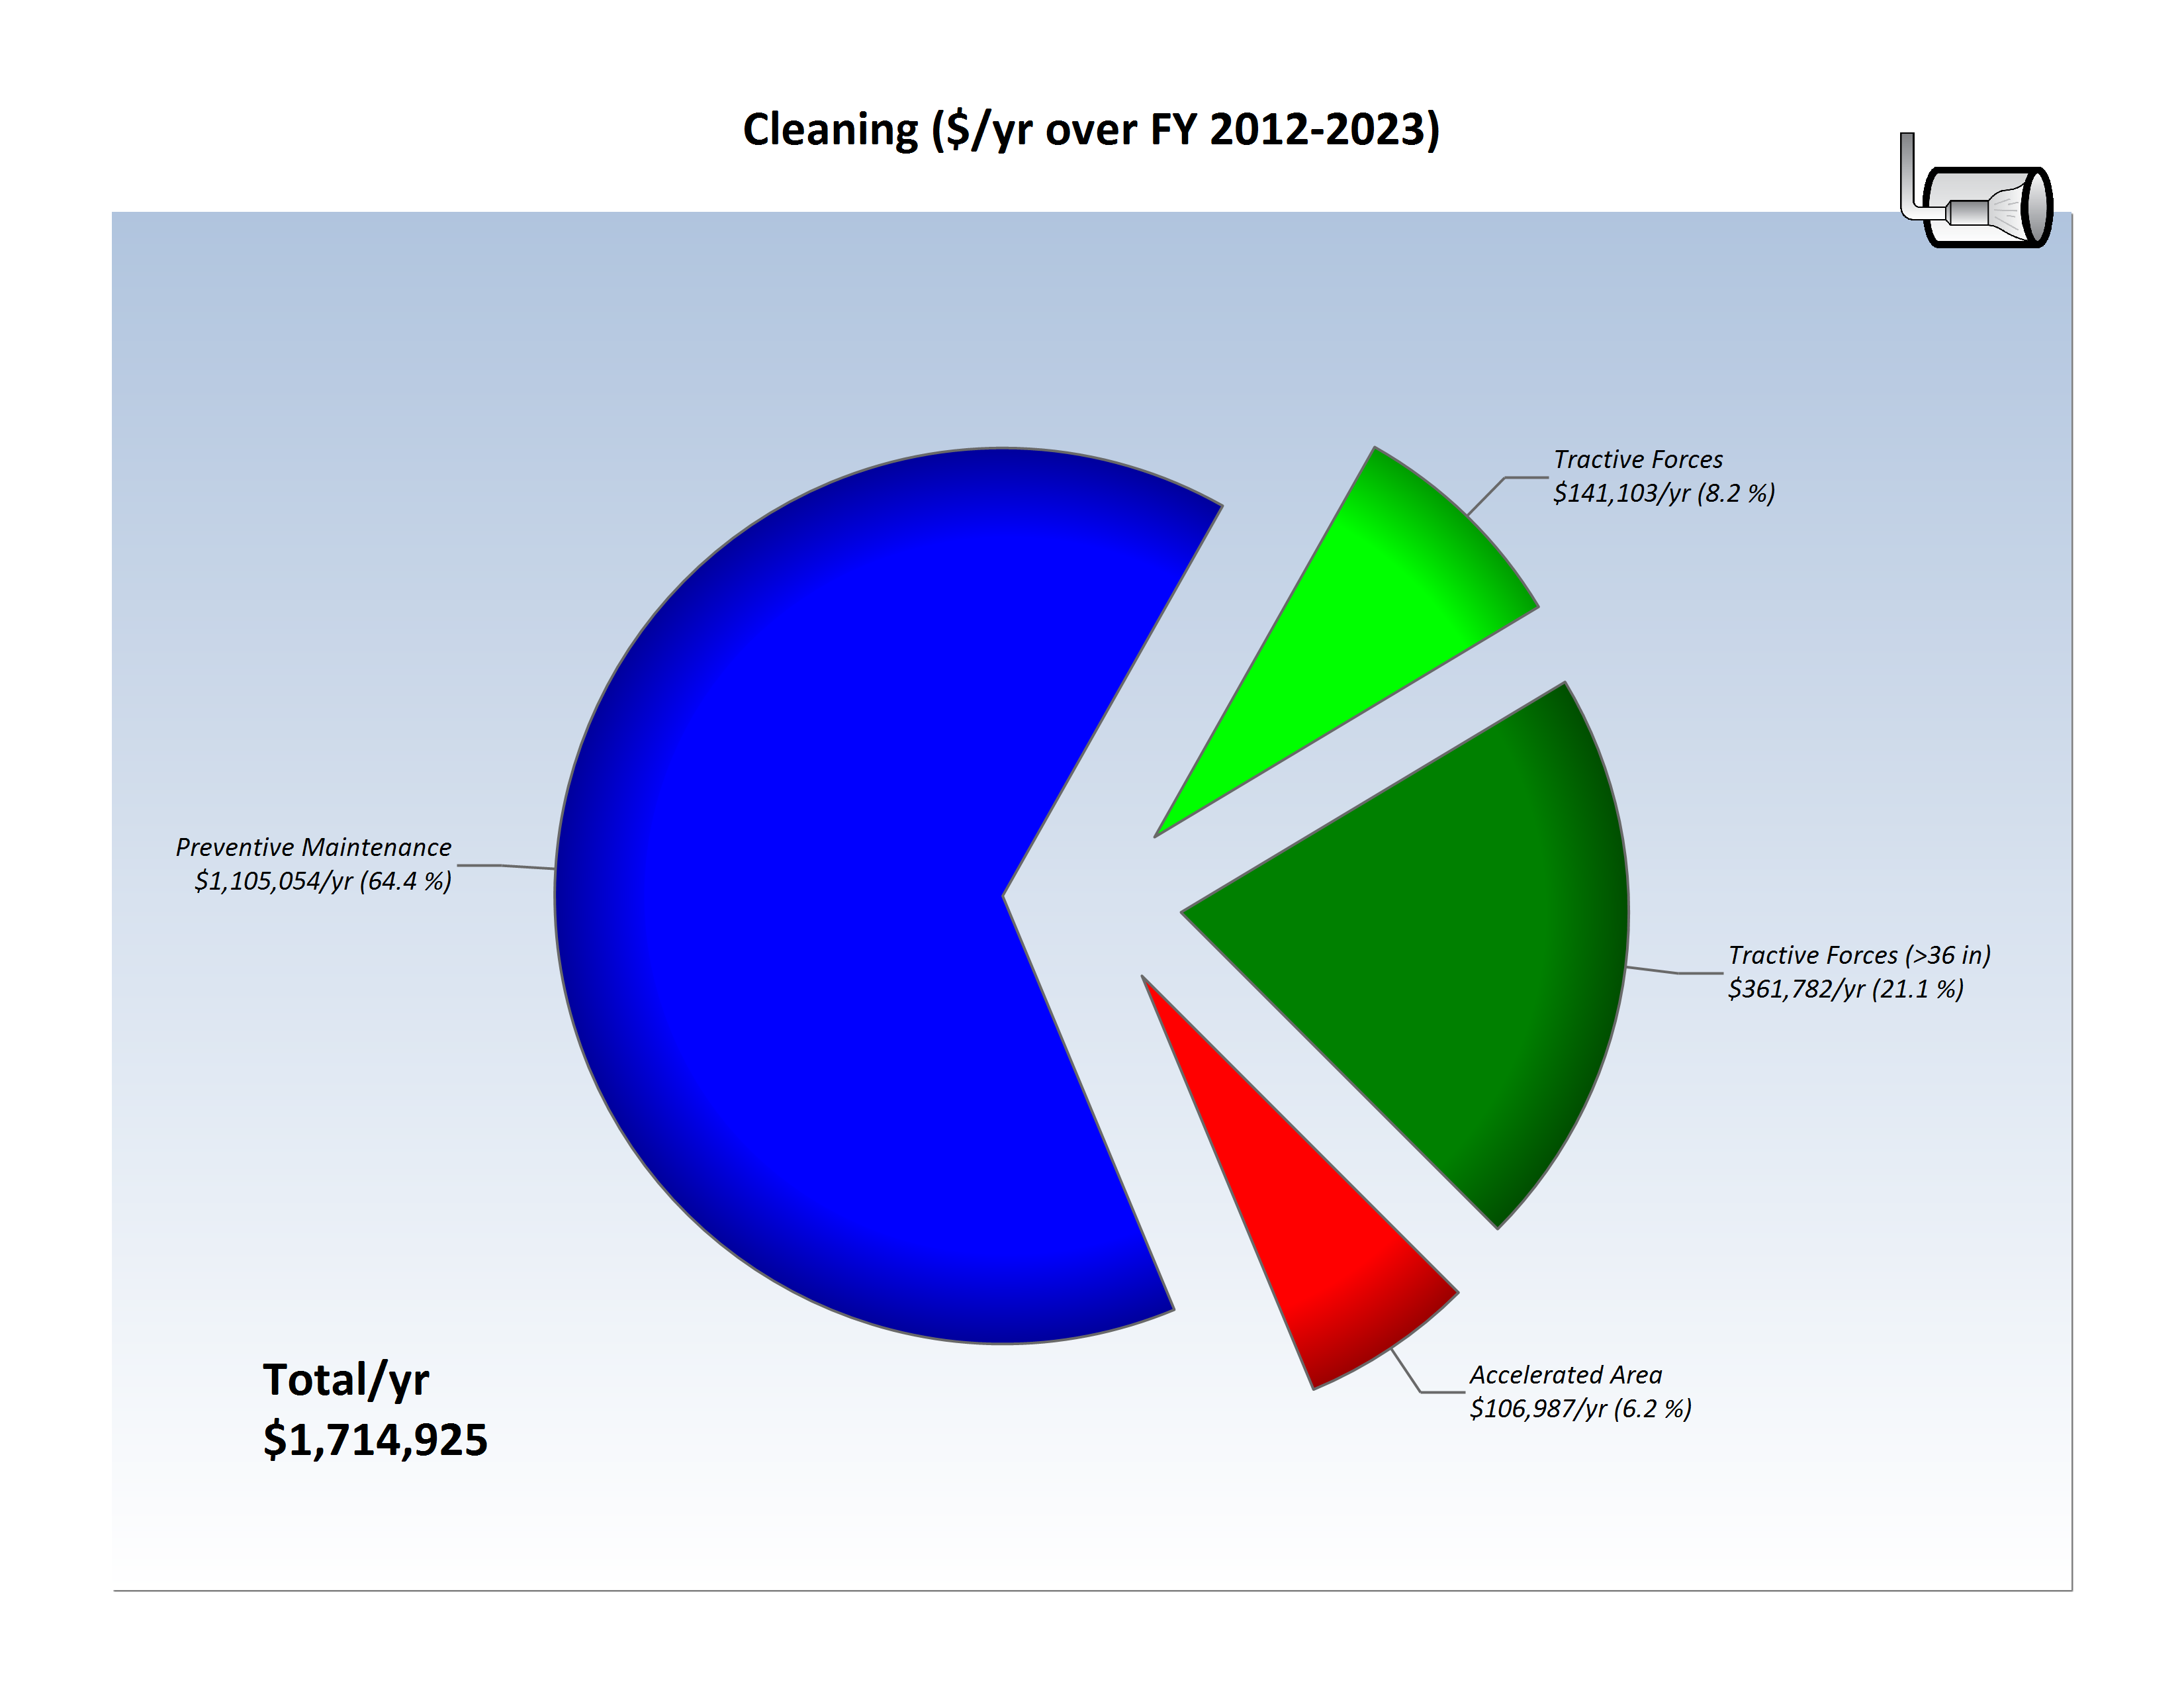 Cleaning ($/yr over FY 2012-2023)
Tractive Forces
$141,103/yr (8.2 %)
Preventive Maintenance
$1,105,054/yr (64.4 %)
Tractive Forces (>36 in)
$361,782/yr (21.1 %)
Accelerated Area
$106,987/yr (6.2 %)
Total/yr
$1,714,925